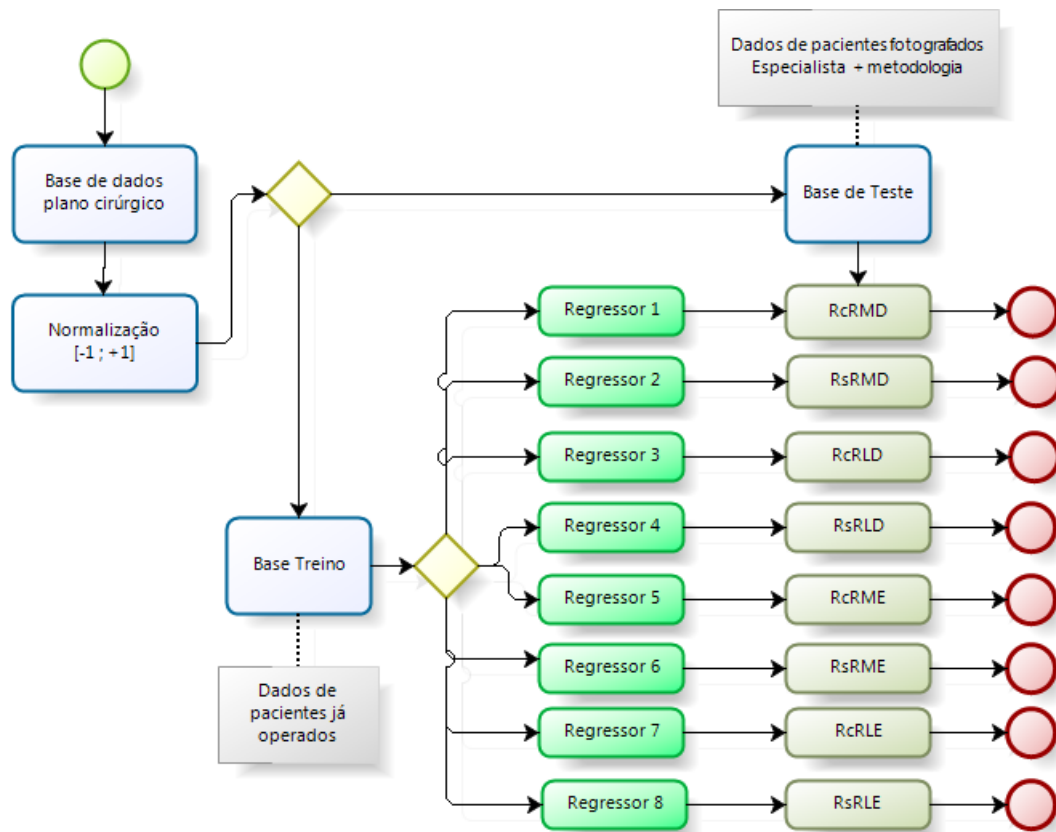 Dados de pacientes fotografados
Especialista + metodologia
Base de dados
plano cirúrgico
Base de Teste
Normalização
[-1 ; +1]
Regressor 1
RcRMD
Regressor 2
RsRMD
Regressor 3
RcRLD
Regressor 4
RsRLD
Base Treino
Regressor 5
RcRME
Regressor 6
RsRME
Dados de
pacientes já
operados
Regressor 7
RcRLE
Regressor 8
RsRLE